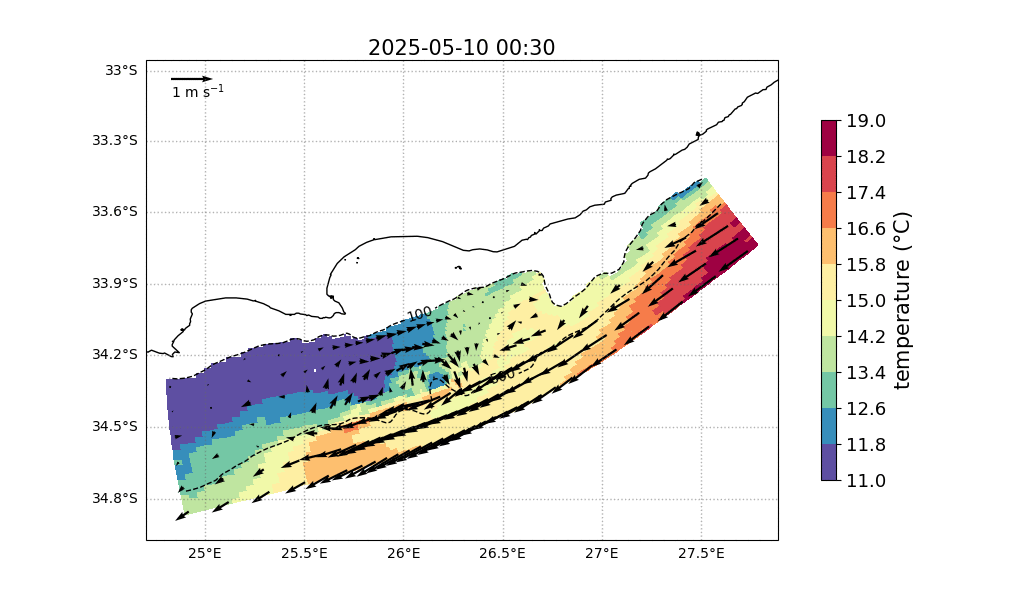 2025-05-10 00:30
1 m s⁻¹
33°S
33.3°S
33.6°S
33.9°S
34.2°S
34.5°S
34.8°S
100
500
25°E
25.5°E
26°E
26.5°E
27°E
27.5°E
19.0
18.2
17.4
16.6
15.8
15.0
14.2
13.4
12.6
11.8
11.0
temperature (°C)